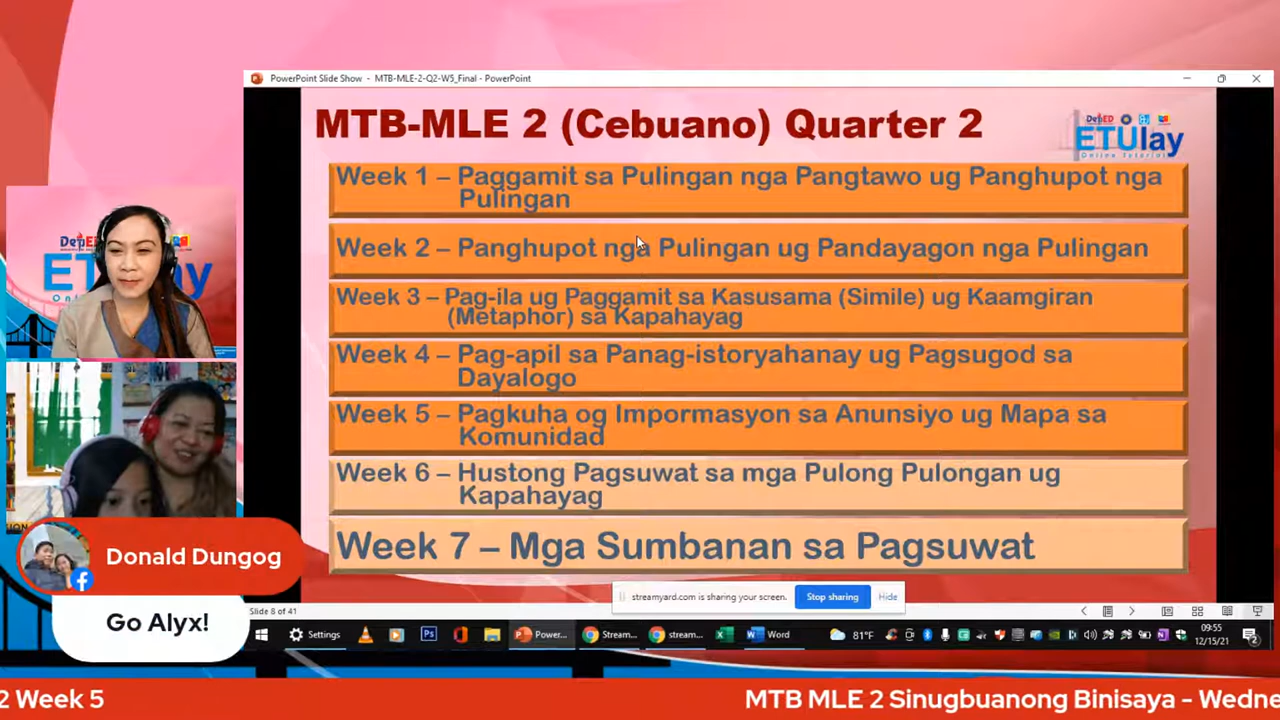 PowerPoint Slide Show - MTB-MLE-2-Q2-W5_Final - PowerPoint
MTB-MLE 2 (Cebuano) Quarter 2
DepED
ETUlay
Online Tutorial
Week 1 – Paggamit sa Pulingan nga Pangtawo ug Panghupot nga
Pulingan
Week 2 – Panghupot nga Pulingan ug Pandayagon nga Pulingan
Week 3 – Pag-ila ug Paggamit sa Kasusama (Simile) ug Kaamgiran
(Metaphor) sa Kapahayag
Week 4 – Pag-apil sa Panag-istoryahanay ug Pagsugod sa
Dayalogo
Week 5 – Pagkuha og Impormasyon sa Anunsiyo ug Mapa sa
Komunidad
Week 6 – Hustong Pagsuwat sa mga Pulong Pulongan ug
Kapahayag
Week 7 – Mga Sumbanan sa Pagsuwat
streamyard.com is sharing your screen.
Stop sharing
Hide
Slide 8 of 41
Settings
Power...
Stream...
stream...
Word
81°F
09:55
12/15/21
Donald Dungog
Go Alyx!
2 Week 5
MTB MLE 2 Sinugbuanong Binisaya - Wedne